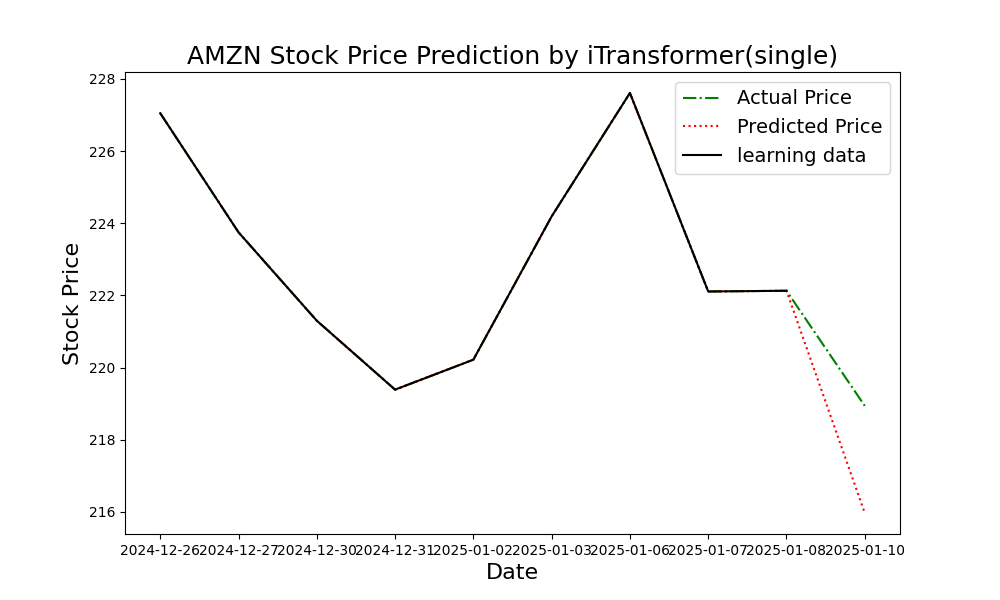 AMZN Stock Price Prediction by iTransformer(single)
228
226
224
222
220
218
216
Stock Price
Actual Price
Predicted Price
learning data
2024-12-26 2024-12-27 2024-12-30 2024-12-31 2025-01-02 2025-01-03 2025-01-06 2025-01-07 2025-01-08 2025-01-10
Date